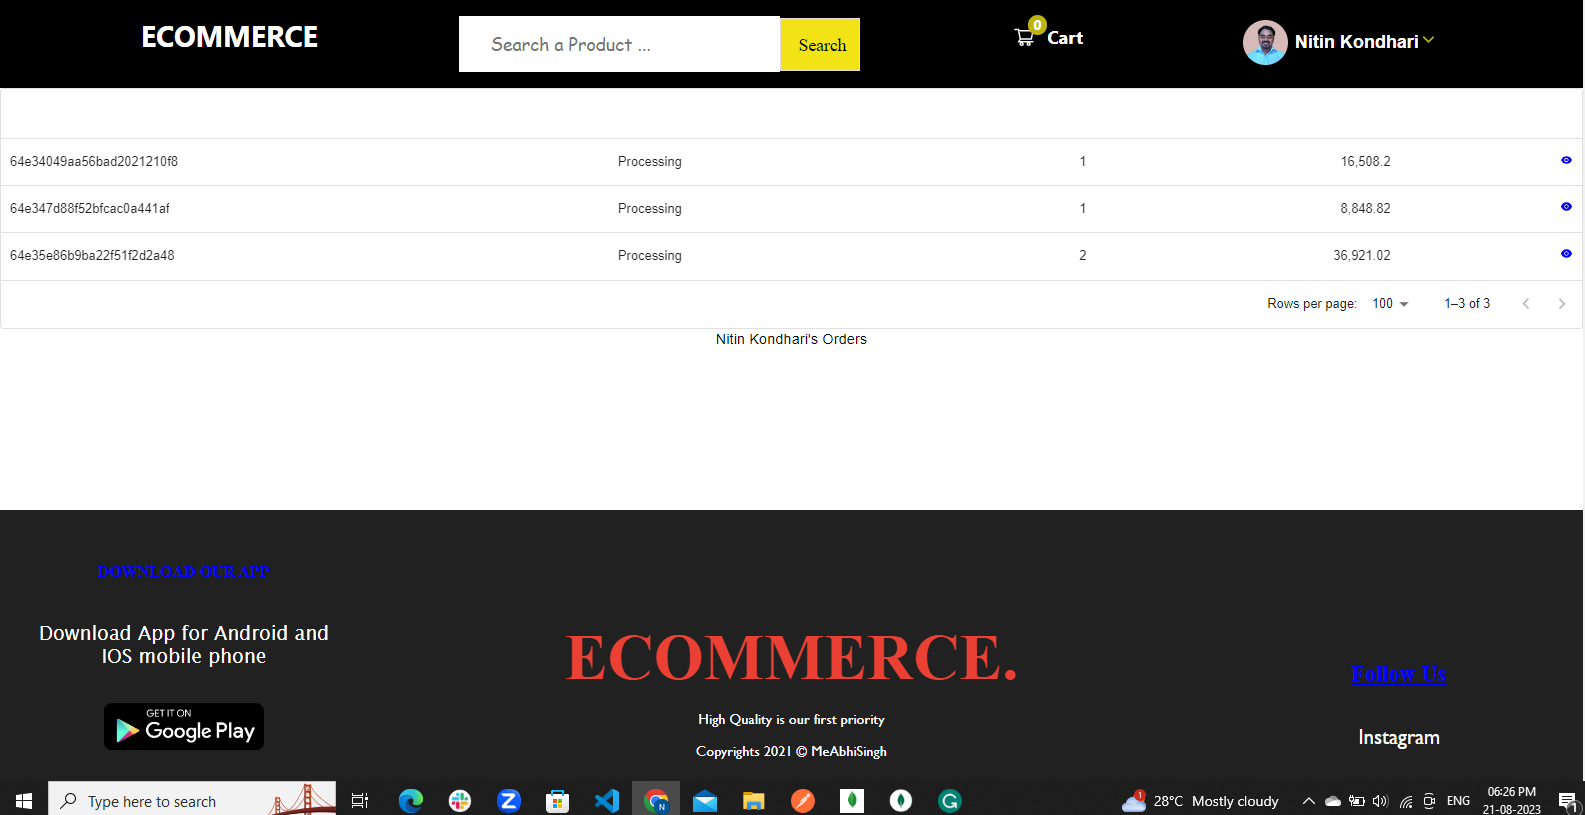 ECOMMERCE
Search a Product ...
Search
0
Cart
Nitin Kondhari
64e34049aa56bad2021210f8 Processing 1 16,508.2
64e347d88f52bfcac0a441af Processing 1 8,848.82
64e35e86b9ba22f51f2d2a48 Processing 2 36,921.02
Rows per page: 100 1–3 of 3
Nitin Kondhari's Orders
DOWNLOAD OUR APP
Download App for Android and
IOS mobile phone
GET IT ON
Google Play
ECOMMERCE.
High Quality is our first priority
Copyrights 2021 © MeAbhiSingh
Follow Us
Instagram
Type here to search
Z
N
G
1
28°C Mostly cloudy
ENG
06:26 PM
21-08-2023
1